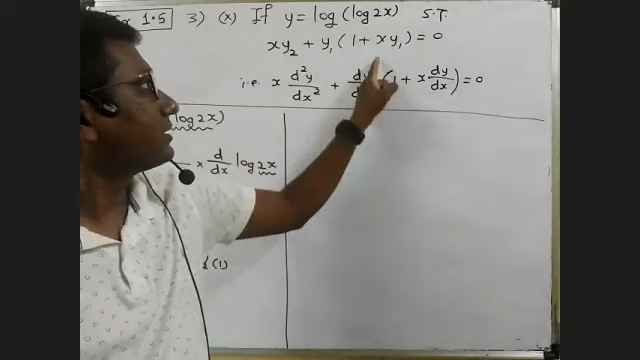 Ex 1.5 3) (x) If y = log (log 2x) S.T.
xy₂ + y₁ (1 + xy₁) = 0
i.e. x d²y/dx² + dy/dx (1 + x dy/dx) = 0
(log 2x)
x d/dx log 2x
(1)